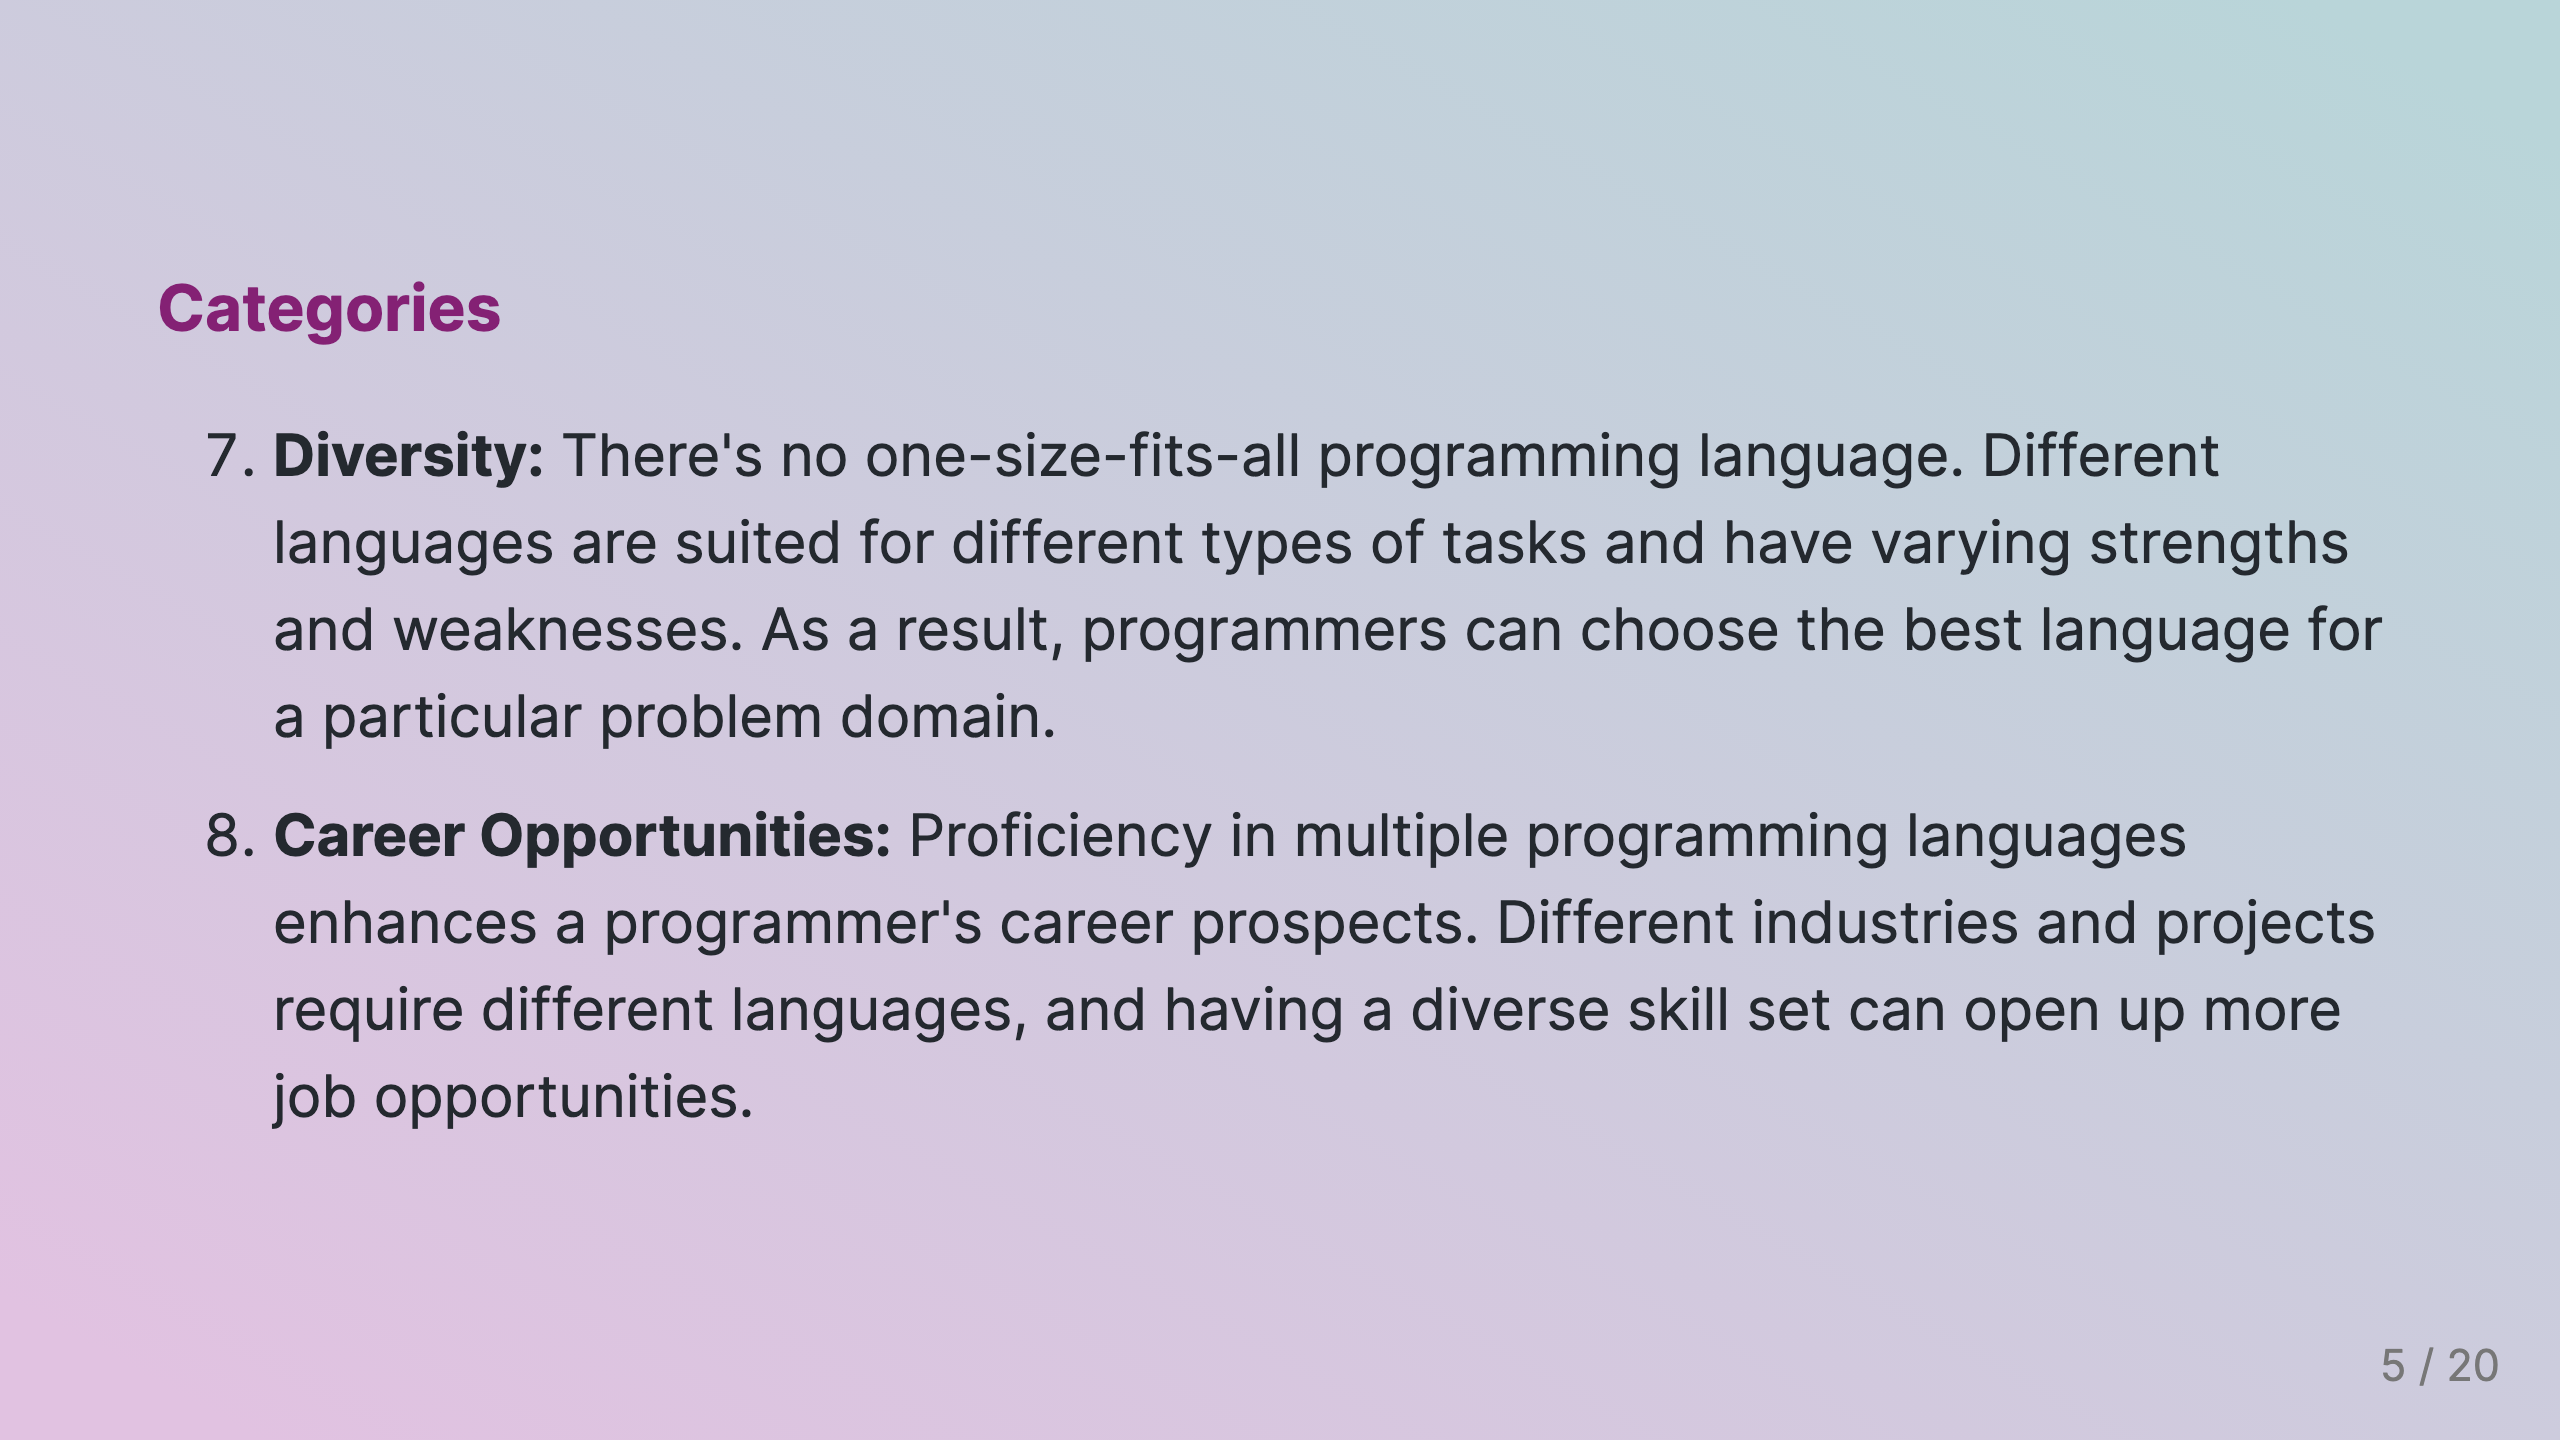 Categories
7. Diversity: There's no one-size-fits-all programming language. Different
languages are suited for different types of tasks and have varying strengths
and weaknesses. As a result, programmers can choose the best language for
a particular problem domain.
8. Career Opportunities: Proficiency in multiple programming languages
enhances a programmer's career prospects. Different industries and projects
require different languages, and having a diverse skill set can open up more
job opportunities.
5 / 20